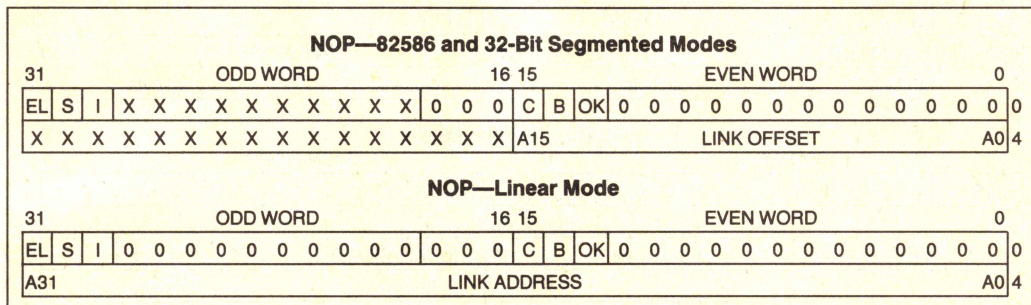 NOP—82586 and 32-Bit Segmented Modes
31 ODD WORD 16 15 EVEN WORD 0
EL S I X X X X X X X X X X 0 0 0 C B OK 0 0 0 0 0 0 0 0 0 0 0 0 0 0
X X X X X X X X X X X X X X X X A15 LINK OFFSET A0 4
NOP—Linear Mode
31 ODD WORD 16 15 EVEN WORD 0
EL S I 0 0 0 0 0 0 0 0 0 0 0 0 0 C B OK 0 0 0 0 0 0 0 0 0 0 0 0 0 0
A31 LINK ADDRESS A0 4